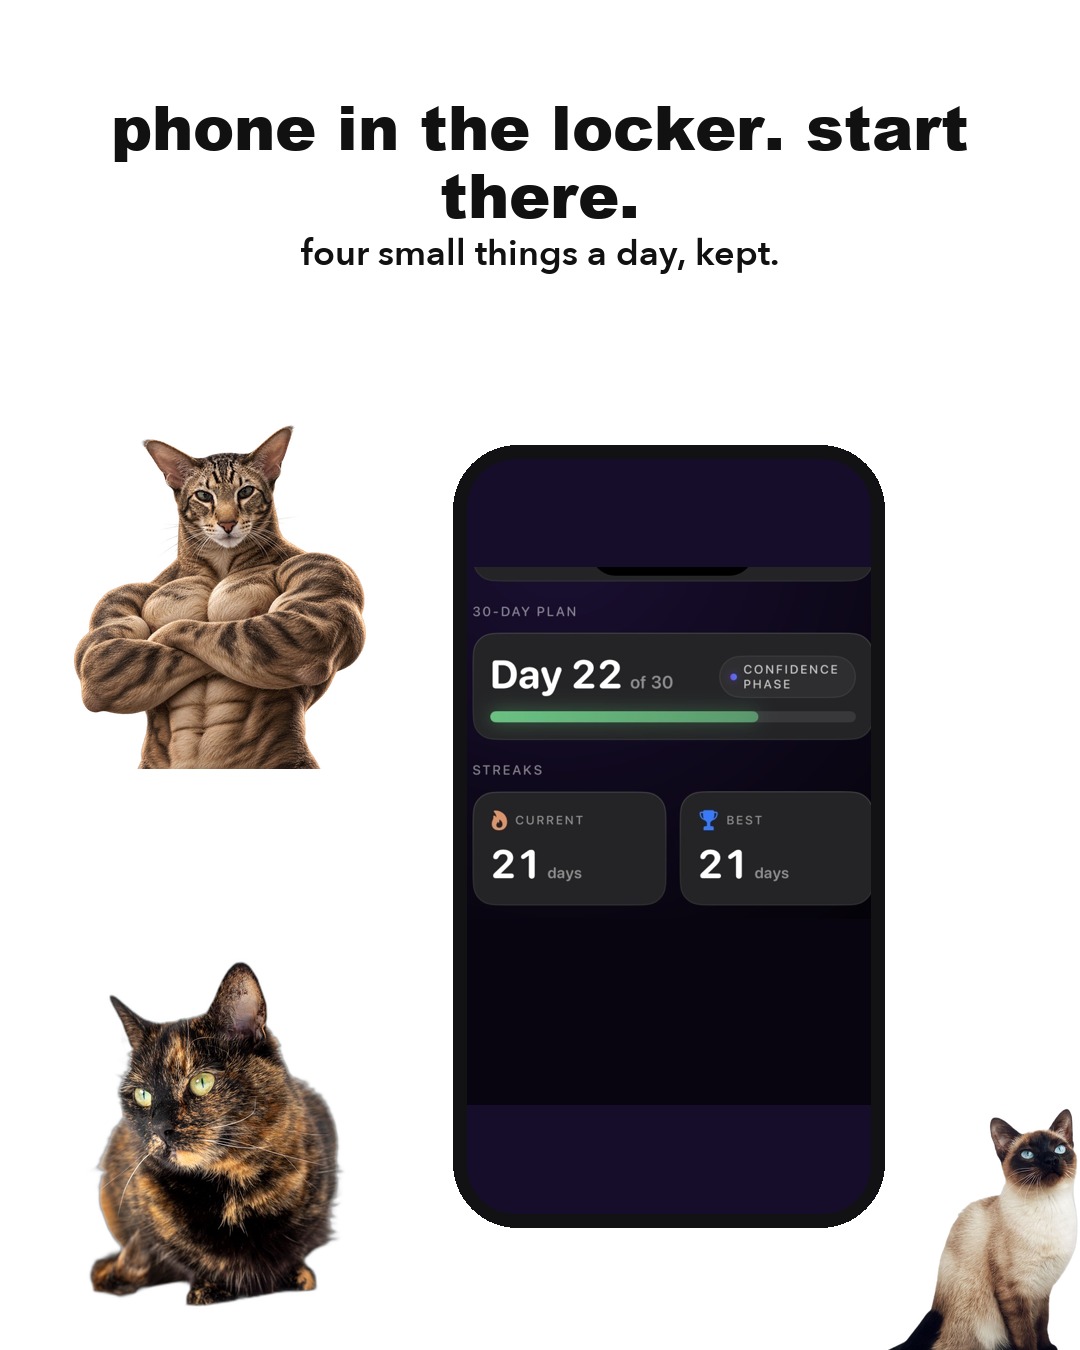 phone in the locker. start
there.
four small things a day, kept.
30-DAY PLAN
Day 22 of 30
CONFIDENCE
PHASE
STREAKS
CURRENT
BEST
21 days
21 days